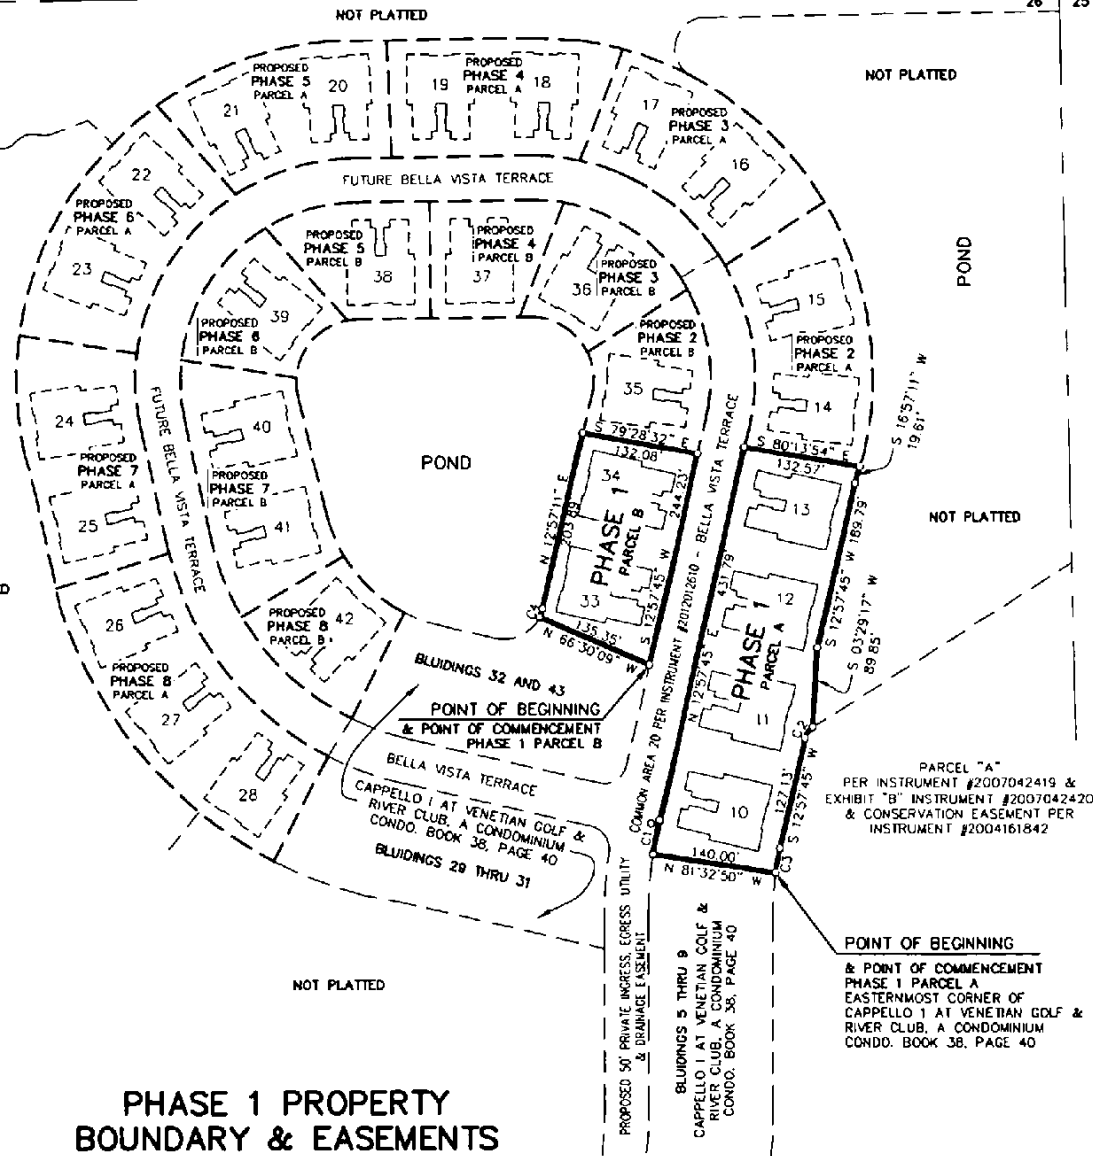 26 25
NOT PLATTED
NOT PLATTED
PROPOSED
PHASE 5
PARCEL A
21
20
PROPOSED
PHASE 4
PARCEL A
19
18
17
PROPOSED
PHASE 3
PARCEL A
16
22
PROPOSED
PHASE 6
PARCEL A
23
FUTURE BELLA VISTA TERRACE
PROPOSED
PHASE 5
PARCEL B
38
PROPOSED
PHASE 4
PARCEL B
37
PROPOSED
PHASE 3
PARCEL B
36
POND
15
PROPOSED
PHASE 2
PARCEL A
14
39
PROPOSED
PHASE 6
PARCEL B
PROPOSED
PHASE 2
PARCEL B
35
S 16°57'11" W
19.61'
24
PROPOSED
PHASE 7
PARCEL A
25
FUTURE BELLA VISTA TERRACE
40
PROPOSED
PHASE 7
PARCEL B
41
POND
S 79°28'32" E
132.08'
S 80°13'54" E
132.57'
34
PHASE 1
PARCEL B
33
N 12°57'11" E
203.89'
244.23'
S 12°57'45" W
C4
135.35'
N 66°30'09" W
COMMON AREA 20 PER INSTRUMENT #2012012610 - BELLA VISTA TERRACE
431.79'
N 12°57'45" E
13
12
PHASE 1
PARCEL A
11
10
S 12°57'45" W 189.79'
S 03°29'17" W
89.85'
NOT PLATTED
C2
127.13'
S 12°57'45" W
C3
C1
140.00'
N 81°32'50" W
B
26
PROPOSED
PHASE 8
PARCEL A
27
28
PROPOSED
PHASE 8
PARCEL B
42
BLUIDINGS 32 AND 43
POINT OF BEGINNING
& POINT OF COMMENCEMENT
PHASE 1 PARCEL B
BELLA VISTA TERRACE
CAPPELLO 1 AT VENETIAN GOLF &
RIVER CLUB, A CONDOMINIUM
CONDO. BOOK 38, PAGE 40
BLUIDINGS 29 THRU 31
PARCEL "A"
PER INSTRUMENT #2007042419 &
EXHIBIT "B" INSTRUMENT #2007042420
& CONSERVATION EASEMENT PER
INSTRUMENT #2004161842
PROPOSED 50' PRIVATE INGRESS, EGRESS UTILITY
& DRAINAGE EASEMENT
BLUIDINGS 5 THRU 9
CAPPELLO 1 AT VENETIAN GOLF &
RIVER CLUB, A CONDOMINIUM
CONDO. BOOK 38, PAGE 40
POINT OF BEGINNING
& POINT OF COMMENCEMENT
PHASE 1 PARCEL A
EASTERNMOST CORNER OF
CAPPELLO 1 AT VENETIAN GOLF &
RIVER CLUB, A CONDOMINIUM
CONDO. BOOK 38, PAGE 40
NOT PLATTED
PHASE 1 PROPERTY
BOUNDARY & EASEMENTS